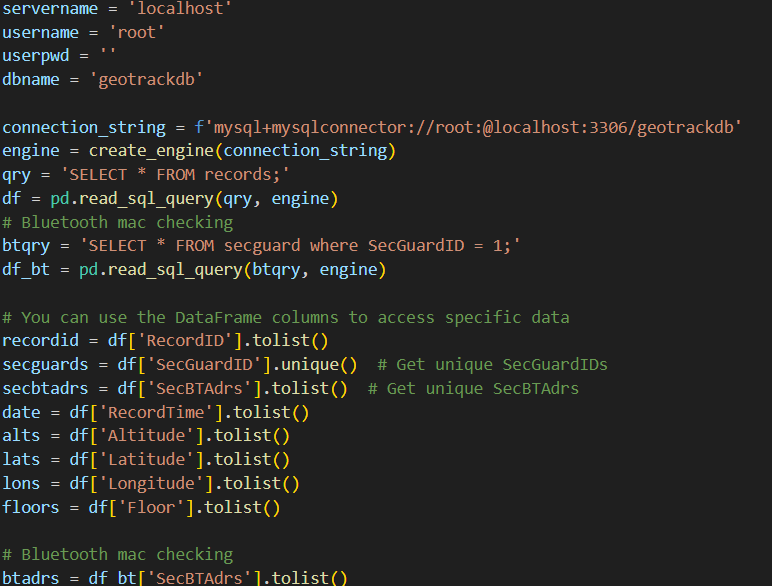 servername = 'localhost'
username = 'root'
userpwd = ''
dbname = 'geotrackdb'

connection_string = f'mysql+mysqlconnector://root:@localhost:3306/geotrackdb'
engine = create_engine(connection_string)
qry = 'SELECT * FROM records;'
df = pd.read_sql_query(qry, engine)
# Bluetooth mac checking
btqry = 'SELECT * FROM secguard where SecGuardID = 1;'
df_bt = pd.read_sql_query(btqry, engine)

# You can use the DataFrame columns to access specific data
recordid = df['RecordID'].tolist()
secguards = df['SecGuardID'].unique()  # Get unique SecGuardIDs
secbtadrs = df['SecBTAdrs'].tolist()  # Get unique SecBTAdrs
date = df['RecordTime'].tolist()
alts = df['Altitude'].tolist()
lats = df['Latitude'].tolist()
lons = df['Longitude'].tolist()
floors = df['Floor'].tolist()

# Bluetooth mac checking
btadrs = df_bt['SecBTAdrs'].tolist()